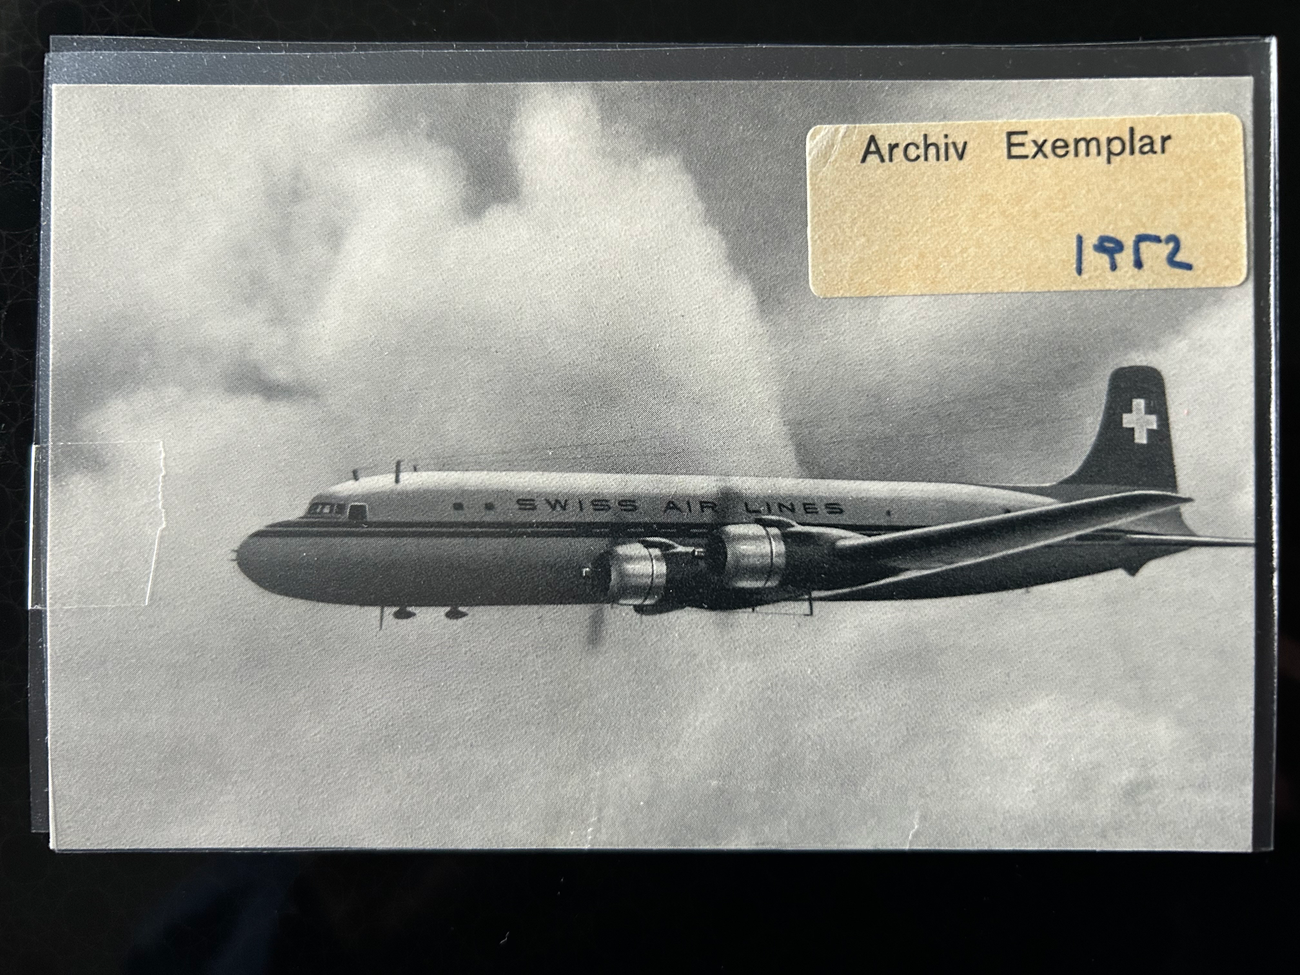 Archiv Exemplar
1952
SWISS AIR LINES